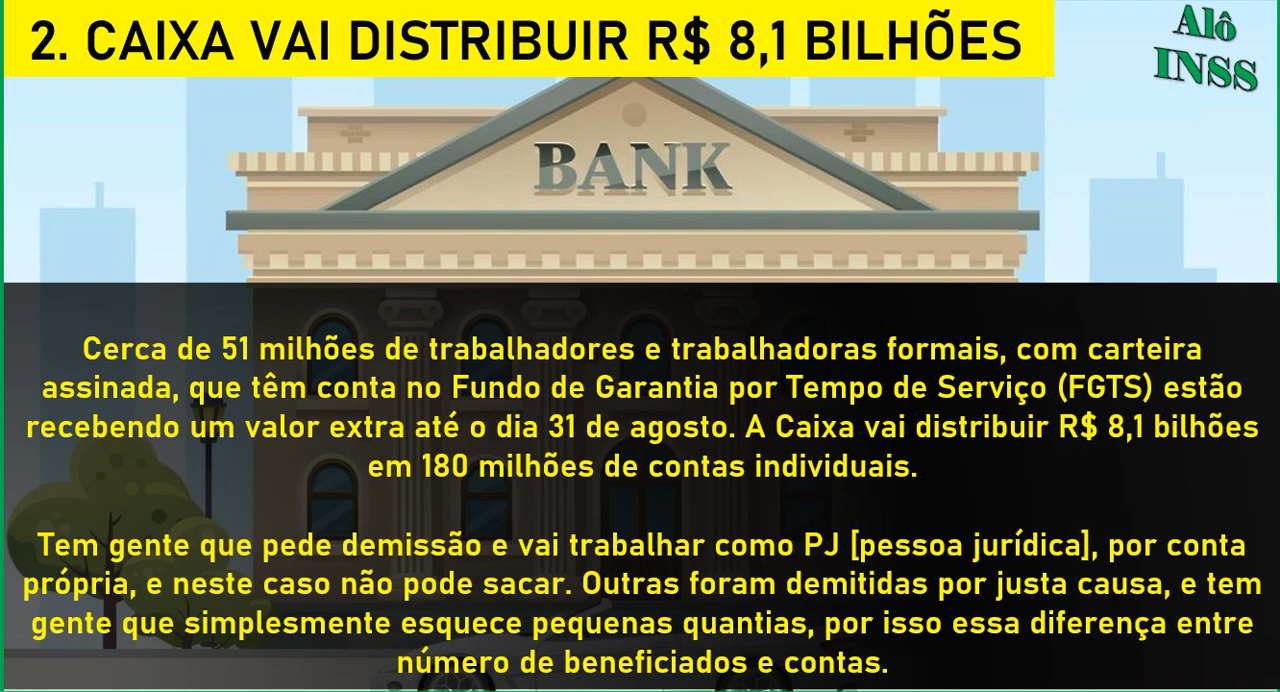 2. CAIXA VAI DISTRIBUIR R$ 8,1 BILHÕES
Alô
INSS
BANK
Cerca de 51 milhões de trabalhadores e trabalhadoras formais, com carteira
assinada, que têm conta no Fundo de Garantia por Tempo de Serviço (FGTS) estão
recebendo um valor extra até o dia 31 de agosto. A Caixa vai distribuir R$ 8,1 bilhões
em 180 milhões de contas individuais.
Tem gente que pede demissão e vai trabalhar como PJ [pessoa jurídica], por conta
própria, e neste caso não pode sacar. Outras foram demitidas por justa causa, e tem
gente que simplesmente esquece pequenas quantias, por isso essa diferença entre
número de beneficiados e contas.